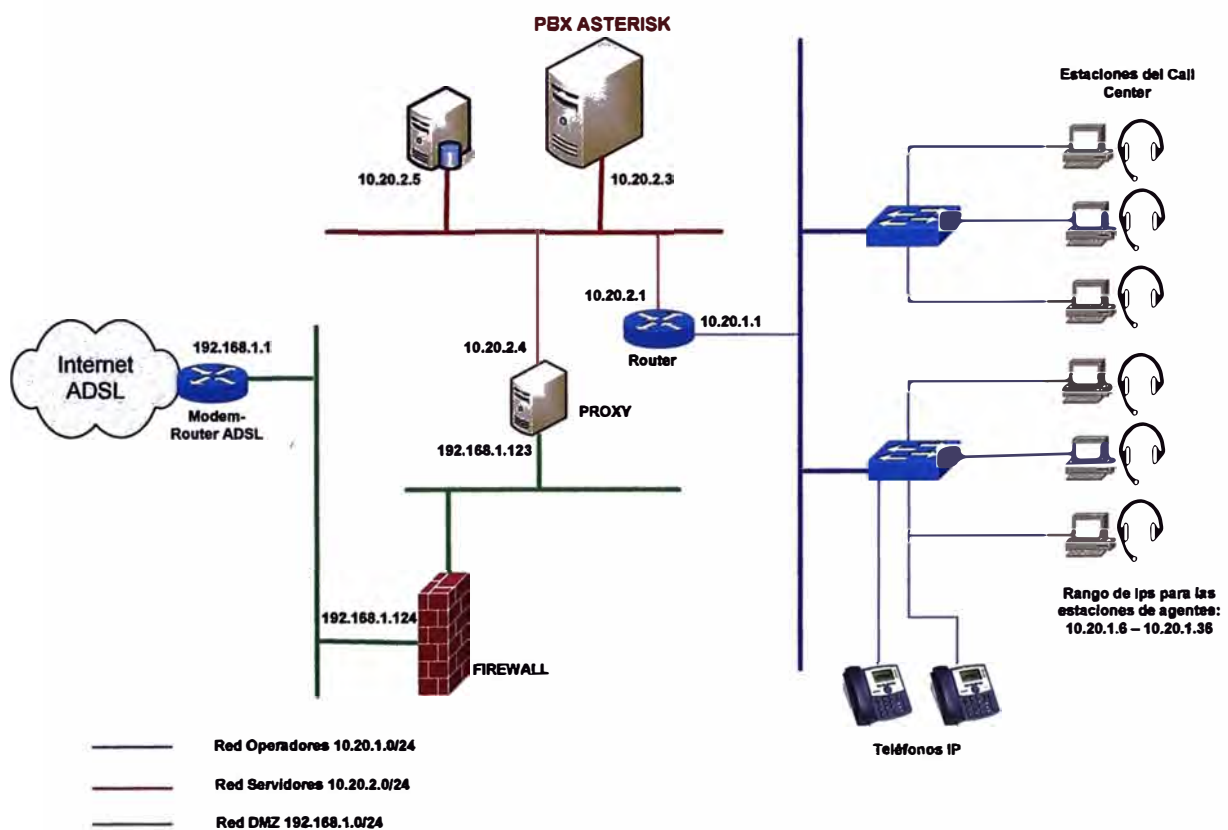 PBX ASTERISK
Estaciones del Call
Center
10.20.2.5
10.20.2.3
10.20.2.1
10.20.1.1
Router
192.168.1.1
Internet
ADSL
Modem-
Router ADSL
10.20.2.4
PROXY
192.168.1.123
192.168.1.124
FIREWALL
Rango de ips para las
estaciones de agentes:
10.20.1.6 – 10.20.1.36
Teléfonos IP
Red Operadores 10.20.1.0/24
Red Servidores 10.20.2.0/24
Red DMZ 192.168.1.0/24